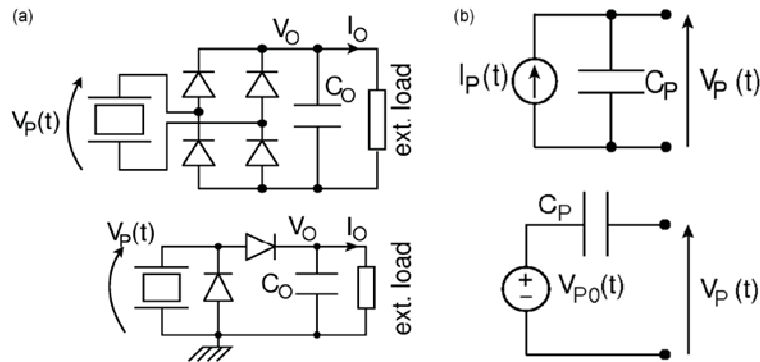 (a)
V_O I_O
V_P(t)
C_O
ext. load
V_P(t)
V_O I_O
C_O
ext. load
(b)
I_P(t)
C_P
V_P (t)
C_P
V_P0(t)
V_P (t)